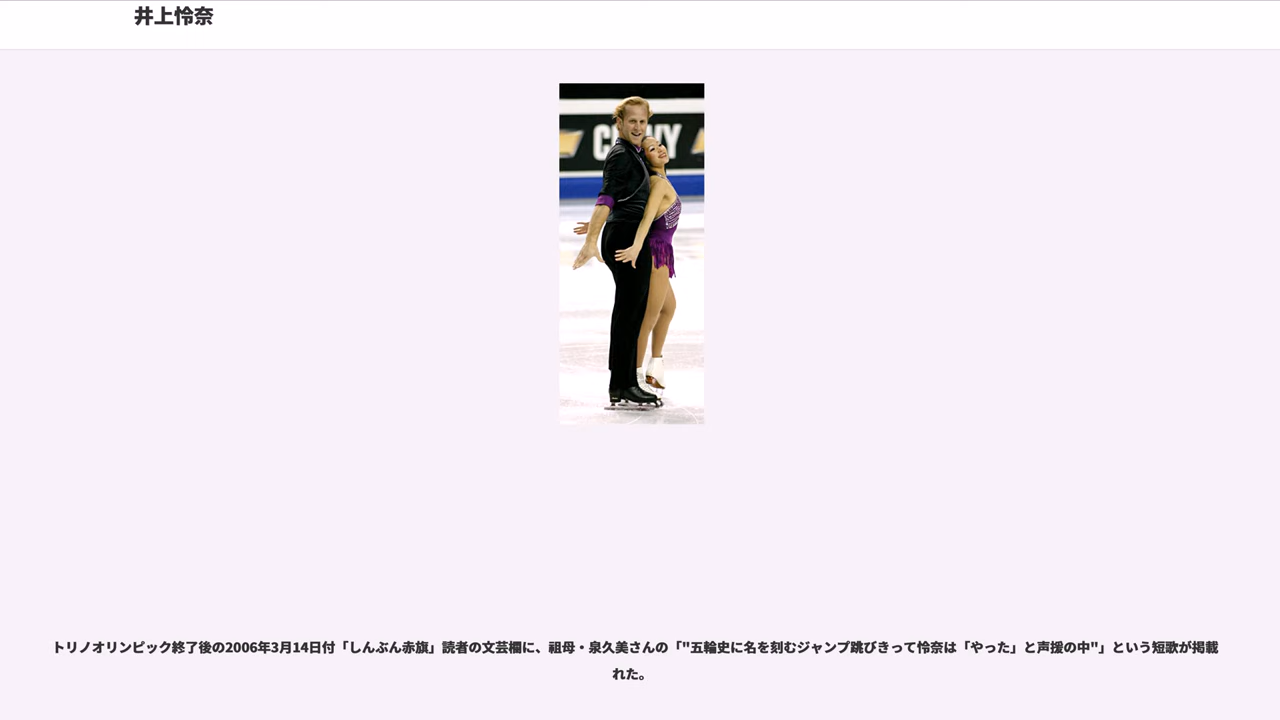 井上怜奈
トリノオリンピック終了後の2006年3月14日付「しんぶん赤旗」読者の文芸欄に、祖母・泉久美さんの「"五輪史に名を刻むジャンプ跳びきって怜奈は「やった」と声援の中"」という短歌が掲載
れた。